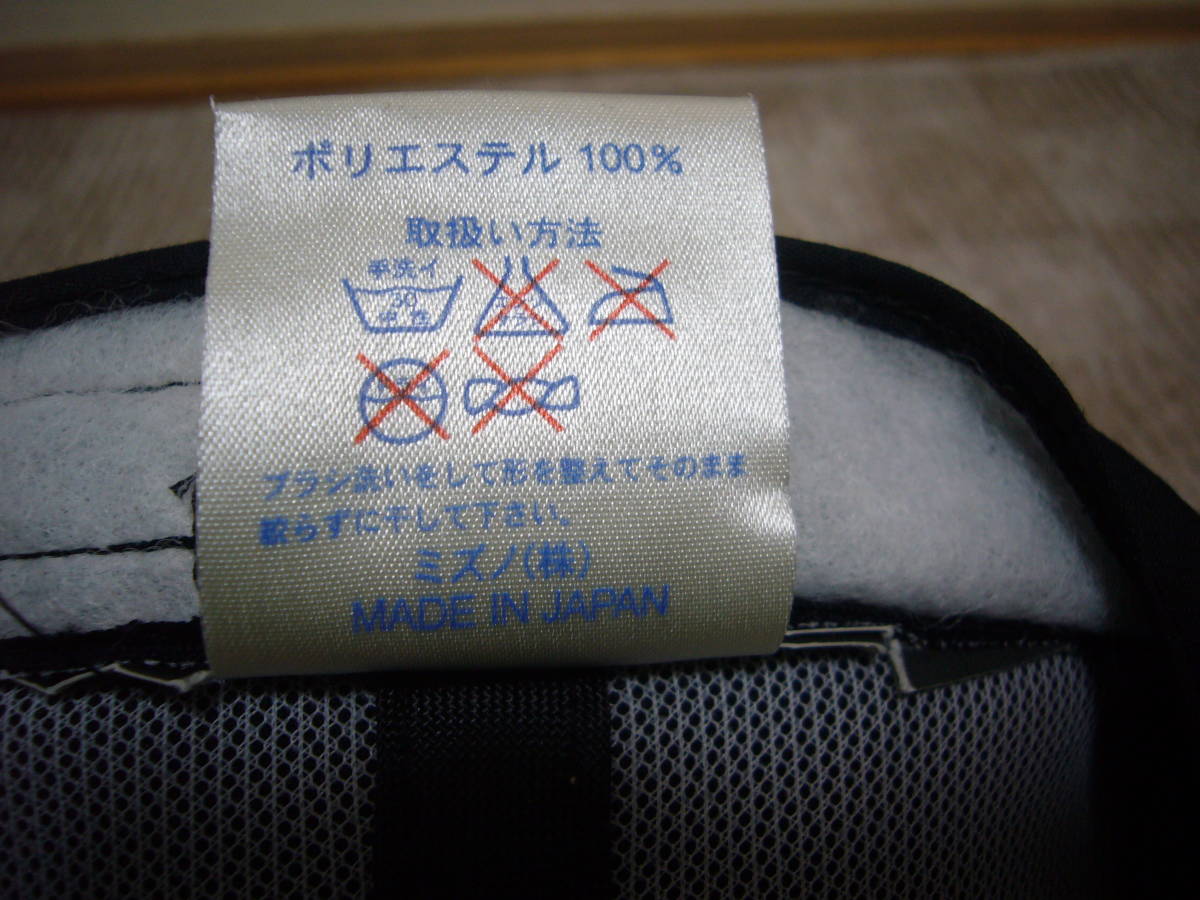 ポリエステル 100%
取扱い方法
手洗イ
30
中性
ブラシ洗いをして形を整えてそのまま
絞らずに干して下さい。
ミズノ(株)
MADE IN JAPAN